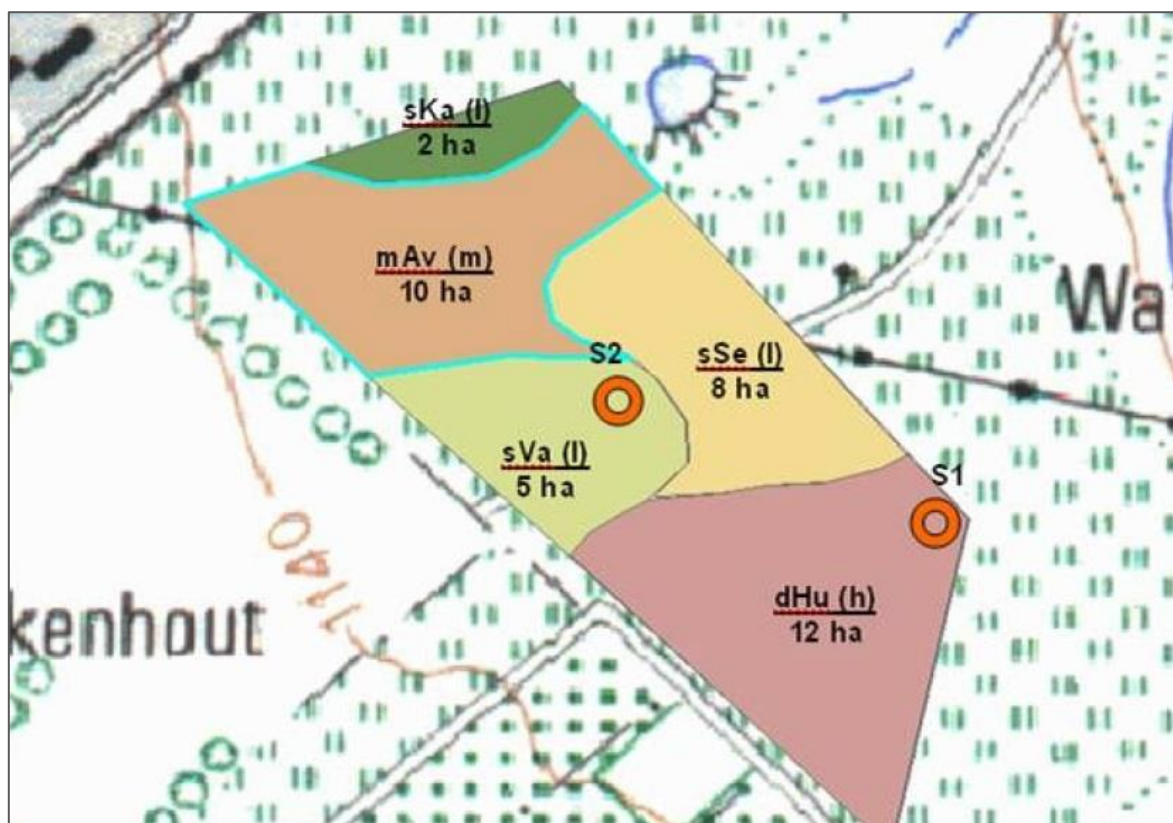 sKa (l)
2 ha
mAv (m)
10 ha
S2
sSe (l)
8 ha
Wa
sVa (l)
5 ha
S1
1140
dHu (h)
12 ha
kenhout